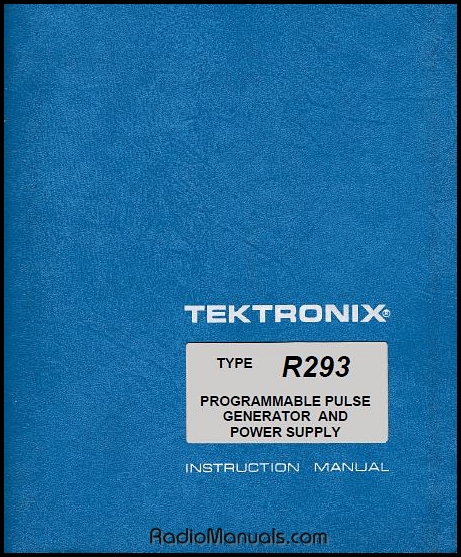 TEKTRONIX®
TYPE R293
PROGRAMMABLE PULSE
GENERATOR AND
POWER SUPPLY
INSTRUCTION MANUAL
RadioManuals.com